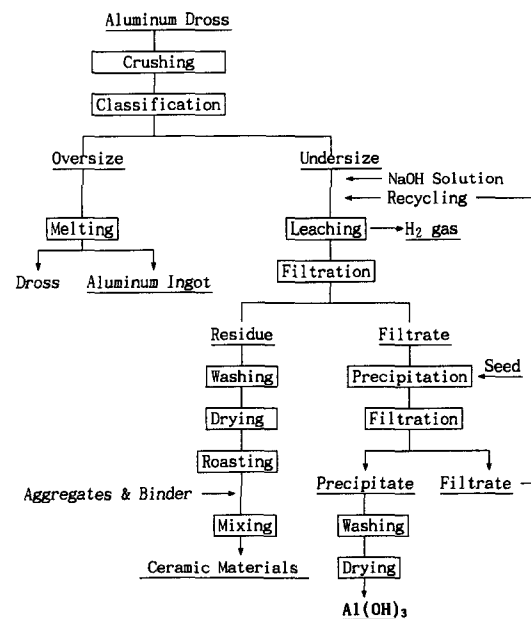 Aluminum Dross
Crushing
Classification
Oversize
Undersize
NaOH Solution
Recycling
Melting
Leaching
H₂ gas
Dross
Aluminum Ingot
Filtration
Residue
Filtrate
Washing
Precipitation
Seed
Drying
Filtration
Roasting
Aggregates & Binder
Precipitate
Filtrate
Mixing
Washing
Ceramic Materials
Drying
Al(OH)₃